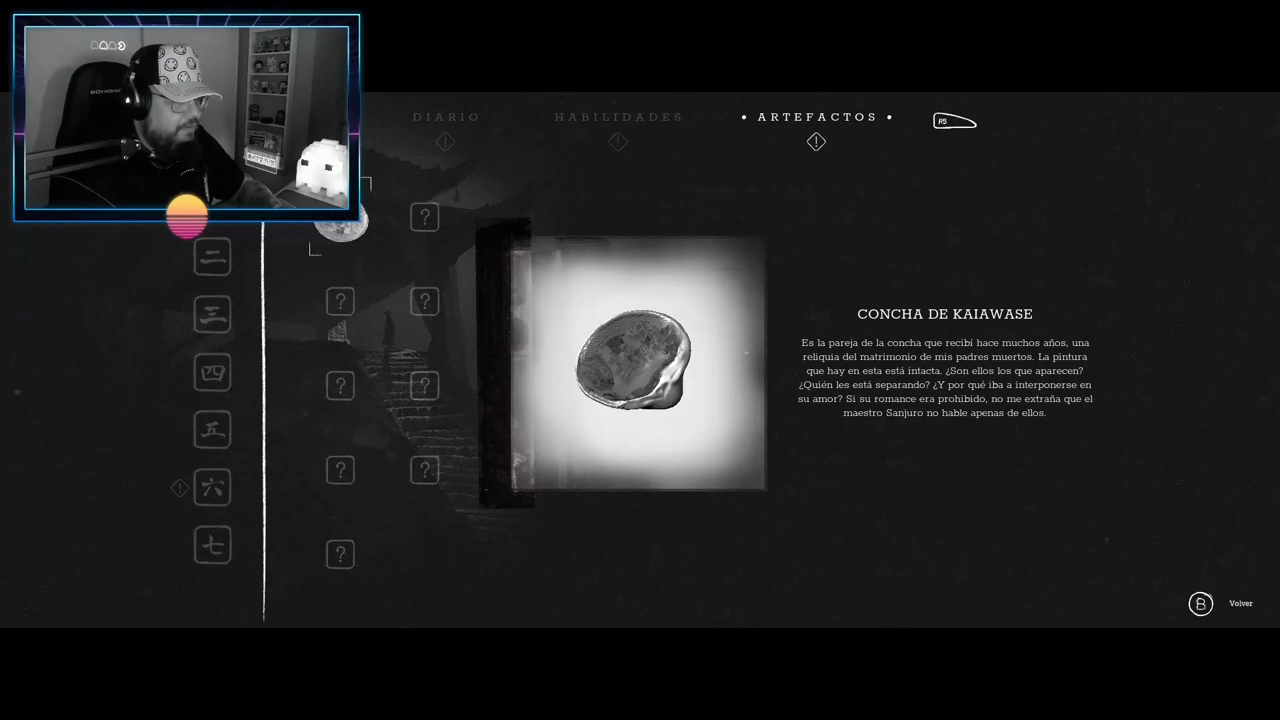 DIARIO
HABILIDADES
• ARTEFACTOS •
RB
!
!
!
?
二
?
?
三
四
?
?
五
?
?
!
六
七
?
CONCHA DE KAIAWASE
Es la pareja de la concha que recibí hace muchos años, una
reliquia del matrimonio de mis padres muertos. La pintura
que hay en esta está intacta. ¿Son ellos los que aparecen?
¿Quién les está separando? ¿Y por qué iba a interponerse en
su amor? Si su romance era prohibido, no me extraña que el
maestro Sanjuro no hable apenas de ellos.
B
Volver